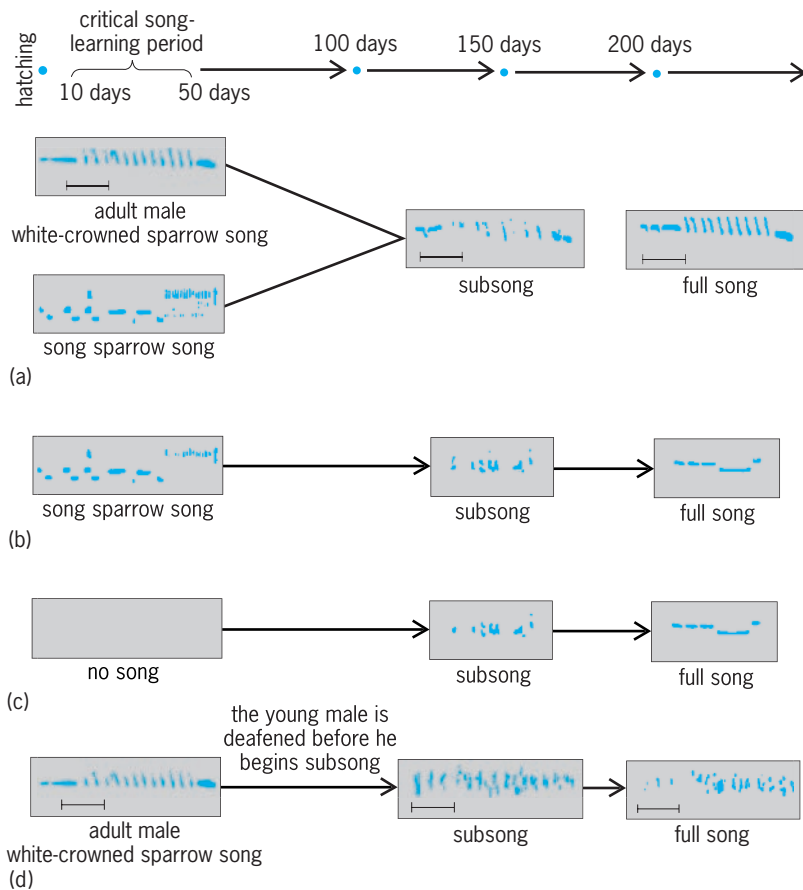 hatching
critical song-
learning period
10 days
50 days
100 days
150 days
200 days
adult male
white-crowned sparrow song
song sparrow song
subsong
full song
(a)
song sparrow song
subsong
full song
(b)
no song
subsong
full song
(c)
the young male is
deafened before he
begins subsong
adult male
white-crowned sparrow song
subsong
full song
(d)